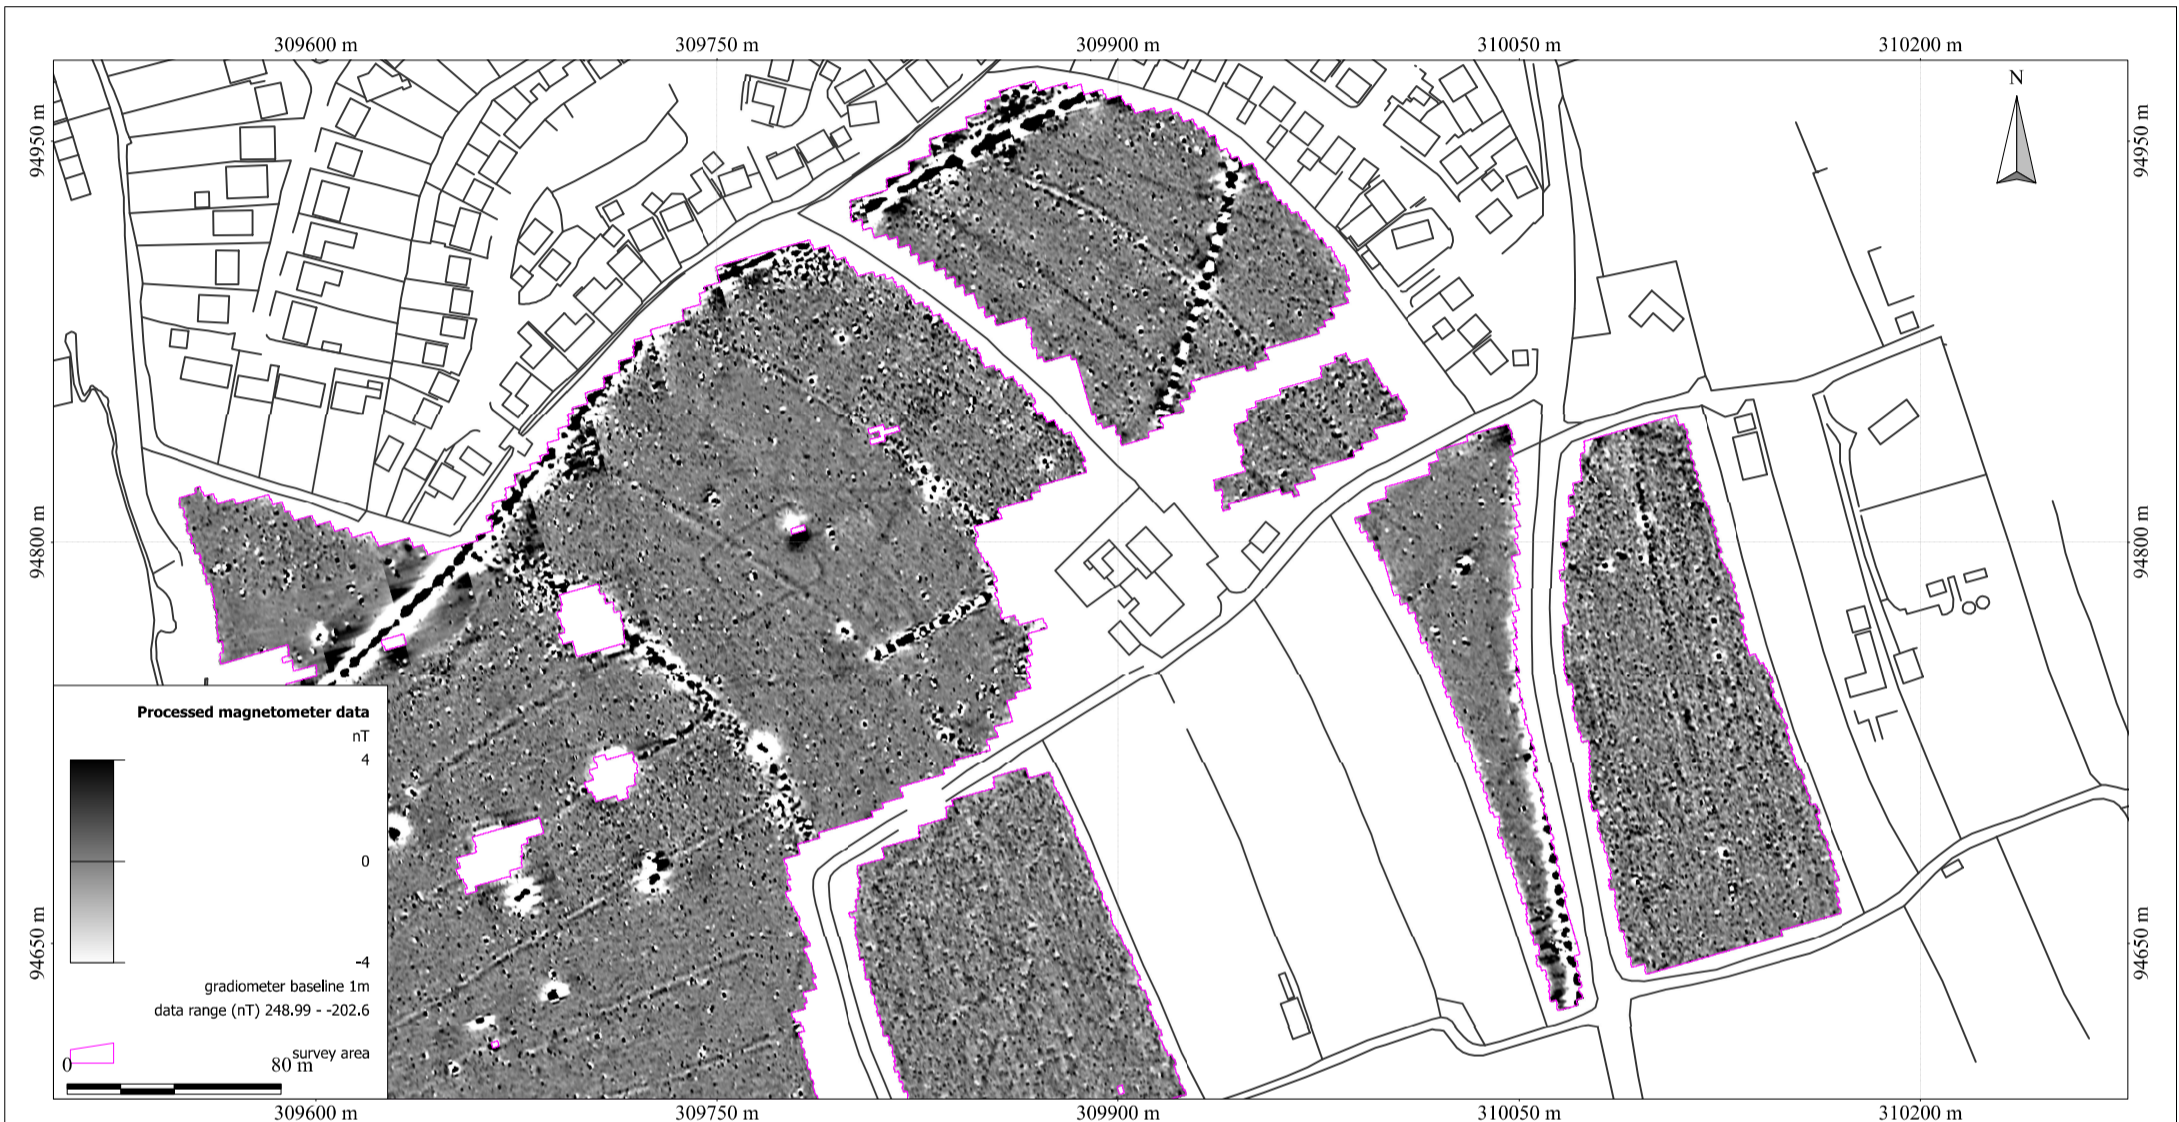 309600 m 309750 m 309900 m 310050 m 310200 m
N
94950 m 94950 m
94800 m 94800 m
Processed magnetometer data
nT
4
0
-4
gradiometer baseline 1m
data range (nT) 248.99 - -202.6
survey area
0 80 m
94650 m 94650 m
309600 m 309750 m 309900 m 310050 m 310200 m